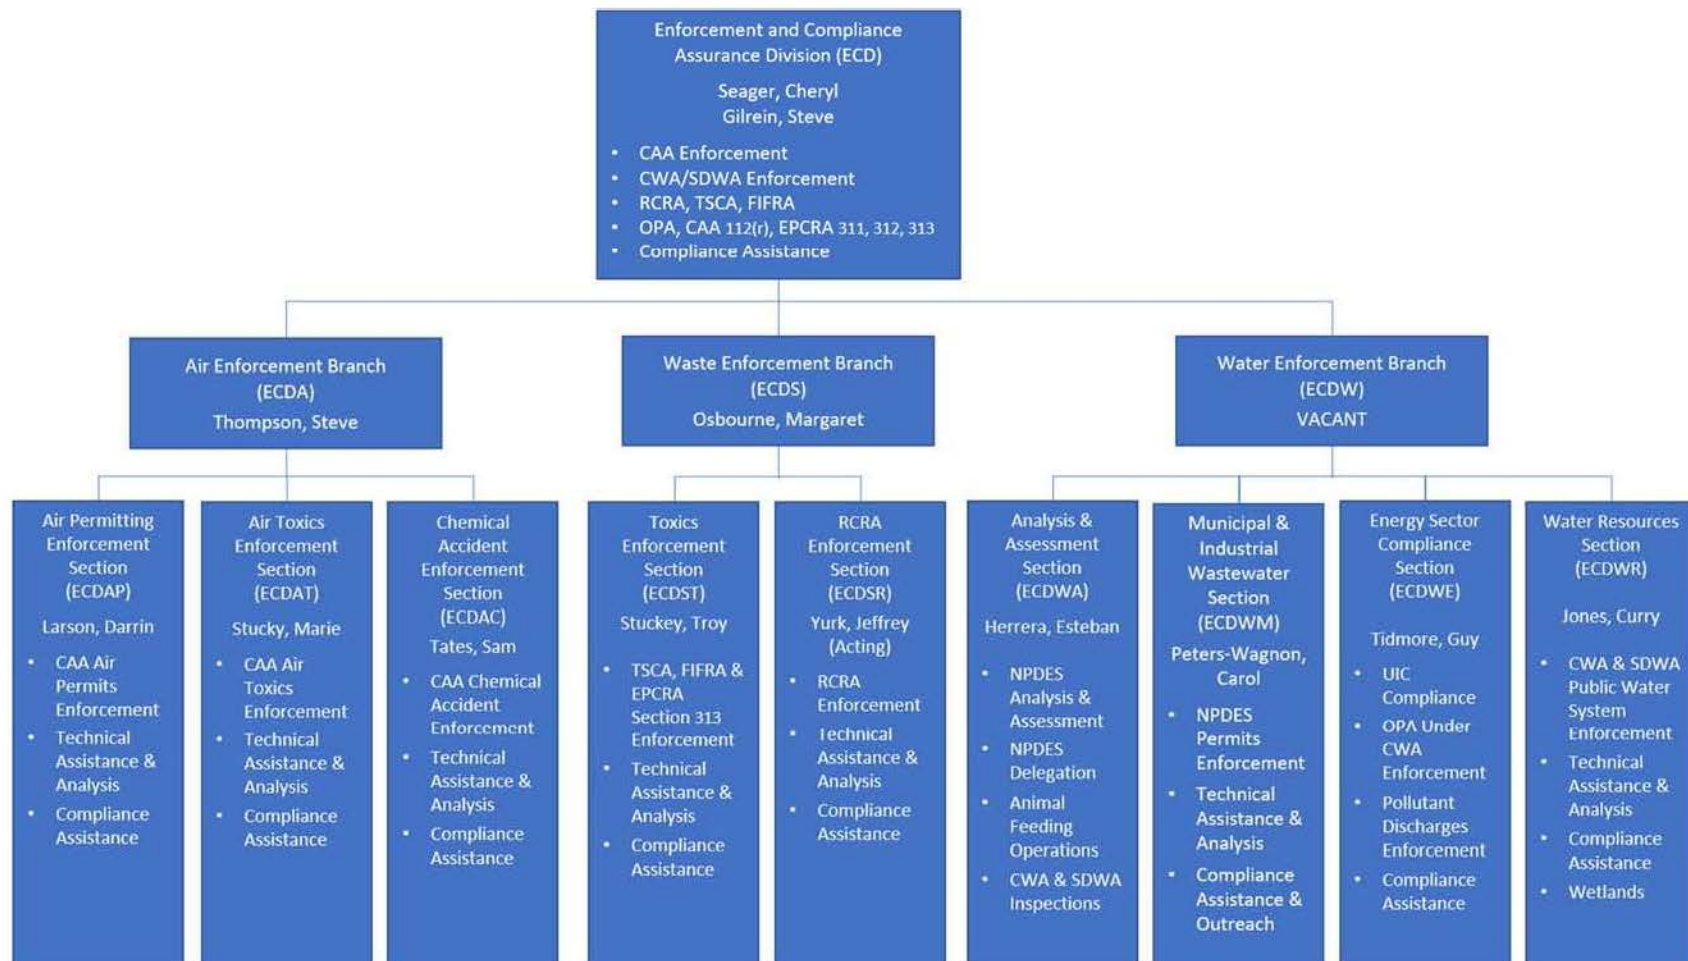 Enforcement and Compliance
Assurance Division (ECD)
Seager, Cheryl
Gilrein, Steve
• CAA Enforcement
• CWA/SDWA Enforcement
• RCRA, TSCA, FIFRA
• OPA, CAA 112(r), EPCRA 311, 312, 313
• Compliance Assistance
Air Enforcement Branch
(ECDA)
Thompson, Steve
Waste Enforcement Branch
(ECDS)
Osbourne, Margaret
Water Enforcement Branch
(ECDW)
VACANT
Air Permitting
Enforcement
Section
(ECDAP)
Larson, Darrin
• CAA Air
Permits
Enforcement
• Technical
Assistance &
Analysis
• Compliance
Assistance
Air Toxics
Enforcement
Section
(ECDAT)
Stucky, Marie
• CAA Air
Toxics
Enforcement
• Technical
Assistance &
Analysis
• Compliance
Assistance
Chemical
Accident
Enforcement
Section
(ECDAC)
Tates, Sam
• CAA Chemical
Accident
Enforcement
• Technical
Assistance &
Analysis
• Compliance
Assistance
Toxics
Enforcement
Section
(ECDST)
Stuckey, Troy
• TSCA, FIFRA &
EPCRA
Section 313
Enforcement
• Technical
Assistance &
Analysis
• Compliance
Assistance
RCRA
Enforcement
Section
(ECDSR)
Yurk, Jeffrey
(Acting)
• RCRA
Enforcement
• Technical
Assistance &
Analysis
• Compliance
Assistance
Analysis &
Assessment
Section
(ECDWA)
Herrera, Esteban
• NPDES
Analysis &
Assessment
• NPDES
Delegation
• Animal
Feeding
Operations
• CWA & SDWA
Inspections
Municipal &
Industrial
Wastewater
Section
(ECDWM)
Peters-Wagnon,
Carol
• NPDES
Permits
Enforcement
• Technical
Assistance &
Analysis
• Compliance
Assistance &
Outreach
Energy Sector
Compliance
Section
(ECDWE)
Tidmore, Guy
• UIC
Compliance
• OPA Under
CWA
Enforcement
• Pollutant
Discharges
Enforcement
• Compliance
Assistance
Water Resources
Section
(ECDWR)
Jones, Curry
• CWA & SDWA
Public Water
System
Enforcement
• Technical
Assistance &
Analysis
• Compliance
Assistance
• Wetlands